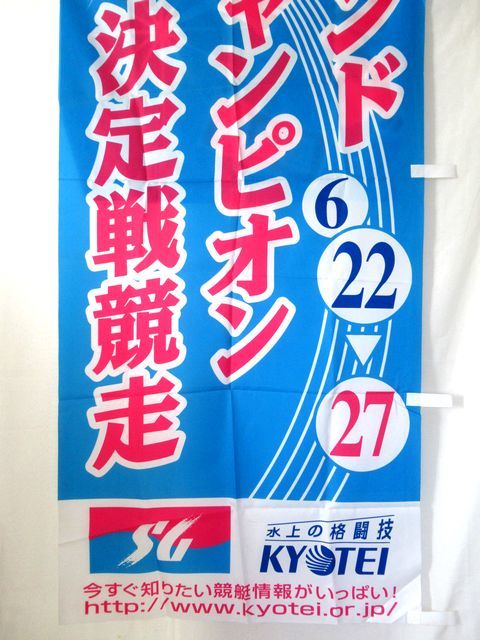 ンド
ャンピオン
決定戦競走
6
22
27
SG
水上の格闘技
KYOTEI
今すぐ知りたい競艇情報がいっぱい!
http://www.kyotei.or.jp/